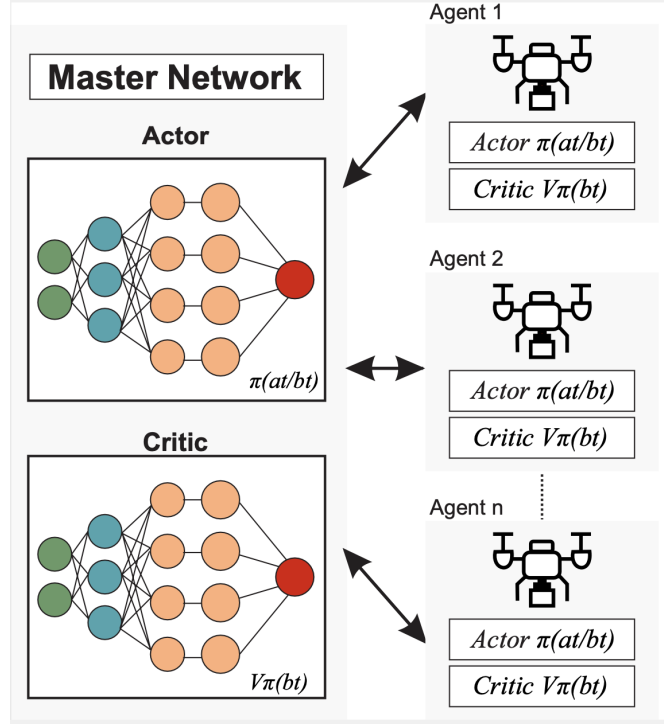 Master Network
Actor
π(at/bt)
Critic
Vπ(bt)
Agent 1
Actor π(at/bt)
Critic Vπ(bt)
Agent 2
Actor π(at/bt)
Critic Vπ(bt)
Agent n
Actor π(at/bt)
Critic Vπ(bt)